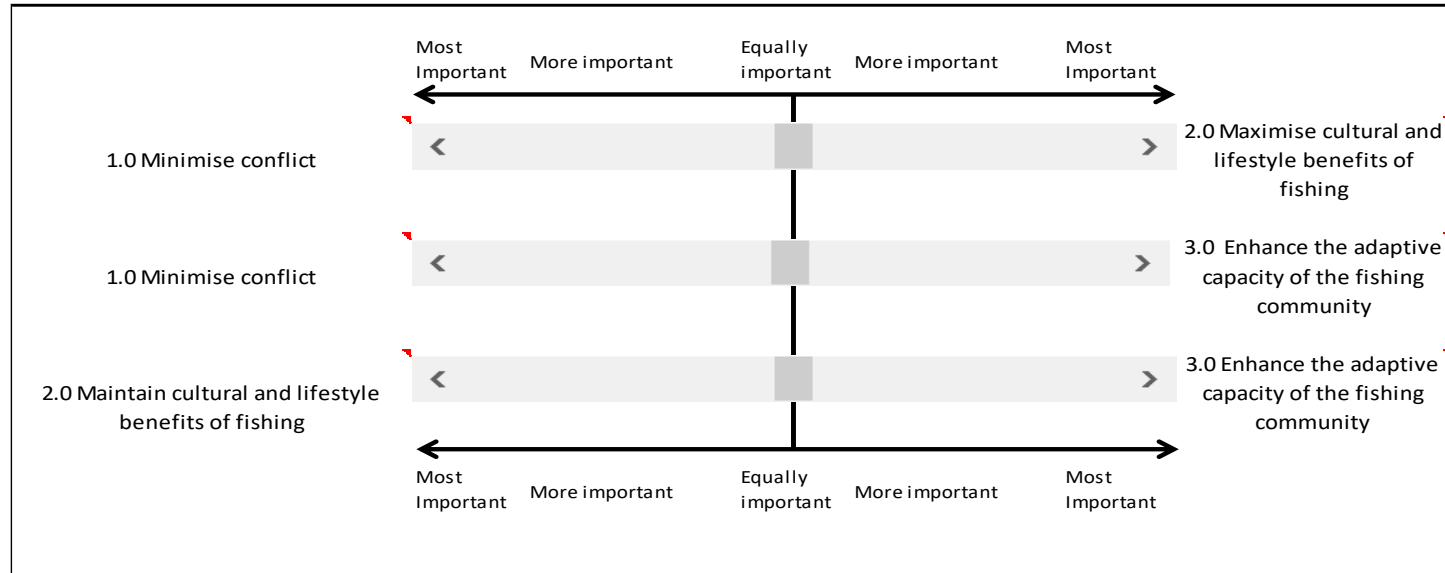 Most
Important
More important
Equally
important
More important
Most
Important
1.0 Minimise conflict
2.0 Maximise cultural and
lifestyle benefits of
fishing
1.0 Minimise conflict
3.0 Enhance the adaptive
capacity of the fishing
community
2.0 Maintain cultural and lifestyle
benefits of fishing
3.0 Enhance the adaptive
capacity of the fishing
community
Most
Important
More important
Equally
important
More important
Most
Important